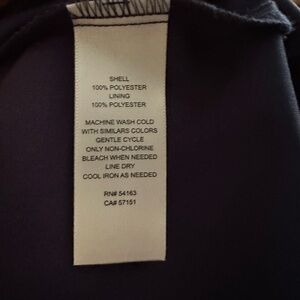 SHELL
100% POLYESTER
LINING
100% POLYESTER
MACHINE WASH COLD
WITH SIMILARS COLORS
GENTLE CYCLE
ONLY NON-CHLORINE
BLEACH WHEN NEEDED
LINE DRY
COOL IRON AS NEEDED
RN# 54163
CA# 57151